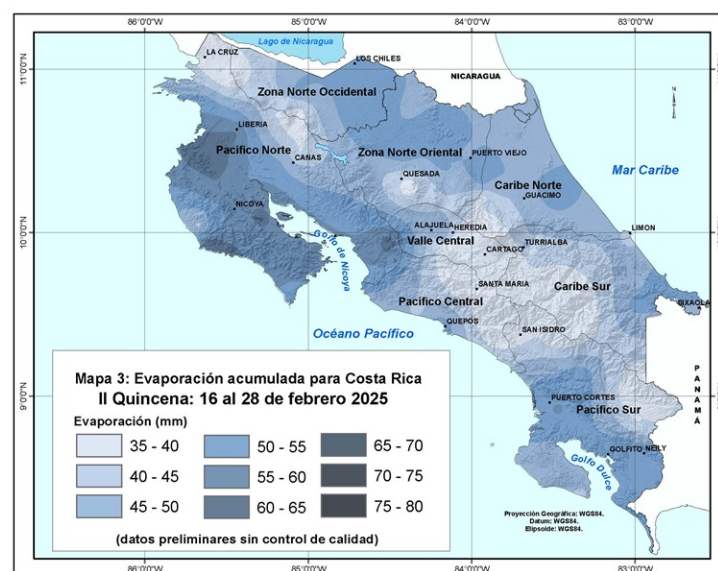 86°0'0"W
85°0'0"W
84°0'0"W
83°0'0"W
Lago de Nicaragua
LA CRUZ
LOS CHILES
11°0'0"N
NICARAGUA
Zona Norte Occidental
LIBERIA
Pacífico Norte
Zona Norte Oriental
PUERTO VIEJO
CANAS
QUESADA
Mar Caribe
Caribe Norte
GUACIMO
NICOYA
10°0'0"N
ALAJUELA
HEREDIA
LIMON
Valle Central
TURRIALBA
CARTAGO
Golfo de Nicoya
SANTA MARIA
Caribe Sur
Pacífico Central
BIXAOLA
QUEPOS
SAN ISIDRO
Océano Pacífico
PANAMÁ
Mapa 3: Evaporación acumulada para Costa Rica
II Quincena: 16 al 28 de febrero 2025
9°0'0"N
PUERTO CORTES
Pacífico Sur
Evaporación (mm)
35 - 40
50 - 55
65 - 70
40 - 45
55 - 60
70 - 75
45 - 50
60 - 65
75 - 80
GOLFITO
NEILY
Golfo Dulce
(datos preliminares sin control de calidad)
Proyección Geográfica: WGS84.
Datum: WGS84.
Elipsoide: WGS84.
86°0'0"W
85°0'0"W
84°0'0"W
83°0'0"W